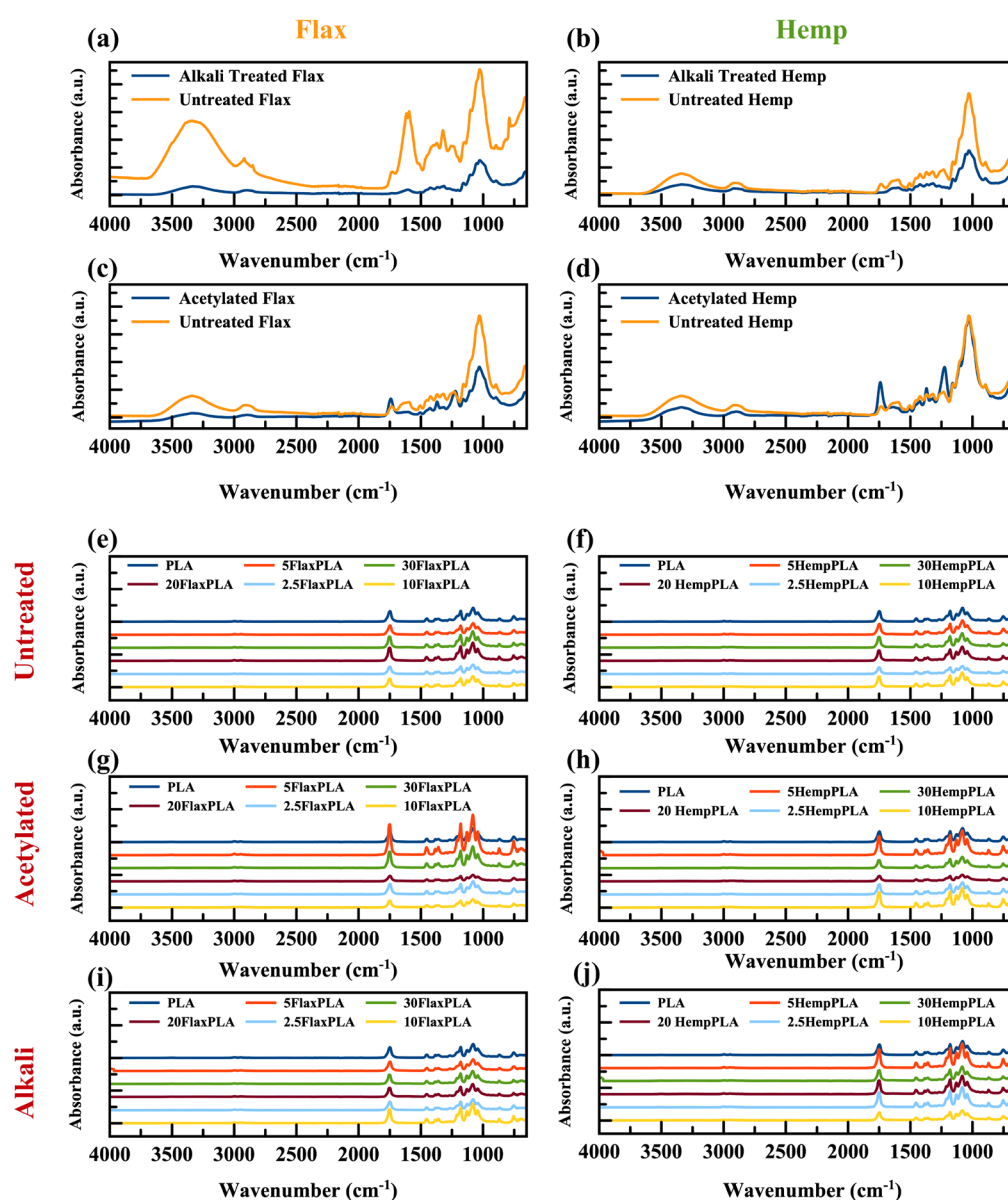 Flax
Hemp
(a)
(b)
Absorbance (a.u.)
Alkali Treated Flax
Untreated Flax
Absorbance (a.u.)
Alkali Treated Hemp
Untreated Hemp
4000 3500 3000 2500 2000 1500 1000
4000 3500 3000 2500 2000 1500 1000
Wavenumber (cm-1)
Wavenumber (cm-1)
(c)
(d)
Absorbance (a.u.)
Acetylated Flax
Untreated Flax
Absorbance (a.u.)
Acetylated Hemp
Untreated Hemp
4000 3500 3000 2500 2000 1500 1000
4000 3500 3000 2500 2000 1500 1000
Wavenumber (cm-1)
Wavenumber (cm-1)
Untreated
(e)
(f)
Absorbance (a.u.)
PLA 5FlaxPLA 30FlaxPLA
20FlaxPLA 2.5FlaxPLA 10FlaxPLA
Absorbance (a.u.)
PLA 5HempPLA 30HempPLA
20 HempPLA 2.5HempPLA 10HempPLA
4000 3500 3000 2500 2000 1500 1000
4000 3500 3000 2500 2000 1500 1000
Wavenumber (cm-1)
Wavenumber (cm-1)
Acetylated
(g)
(h)
Absorbance (a.u.)
PLA 5FlaxPLA 30FlaxPLA
20FlaxPLA 2.5FlaxPLA 10FlaxPLA
Absorbance (a.u.)
PLA 5HempPLA 30HempPLA
20 HempPLA 2.5HempPLA 10HempPLA
4000 3500 3000 2500 2000 1500 1000
4000 3500 3000 2500 2000 1500 1000
Wavenumber (cm-1)
Wavenumber (cm-1)
Alkali
(i)
(j)
Absorbance (a.u.)
PLA 5FlaxPLA 30FlaxPLA
20FlaxPLA 2.5FlaxPLA 10FlaxPLA
Absorbance (a.u.)
PLA 5HempPLA 30HempPLA
20 HempPLA 2.5HempPLA 10HempPLA
4000 3500 3000 2500 2000 1500 1000
4000 3500 3000 2500 2000 1500 1000
Wavenumber (cm-1)
Wavenumber (cm-1)